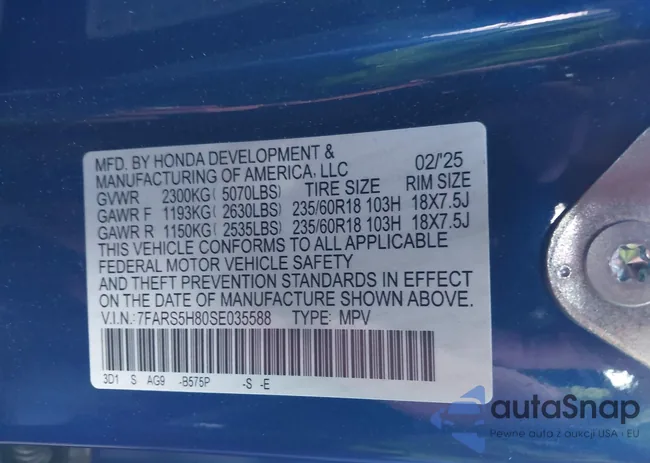 MFD. BY HONDA DEVELOPMENT & 02/'25
MANUFACTURING OF AMERICA, LLC
GVWR 2300KG( 5070LBS) TIRE SIZE RIM SIZE
GAWR F 1193KG( 2630LBS) 235/60R18 103H 18X7.5J
GAWR R 1150KG( 2535LBS) 235/60R18 103H 18X7.5J
THIS VEHICLE CONFORMS TO ALL APPLICABLE
FEDERAL MOTOR VEHICLE SAFETY
AND THEFT PREVENTION STANDARDS IN EFFECT
ON THE DATE OF MANUFACTURE SHOWN ABOVE.
V.I.N.:7FARS5H80SE035588 TYPE: MPV
3D1 S AG9 -B575P -S -E
autaSnap
Pewne auta z aukcji USA - EU